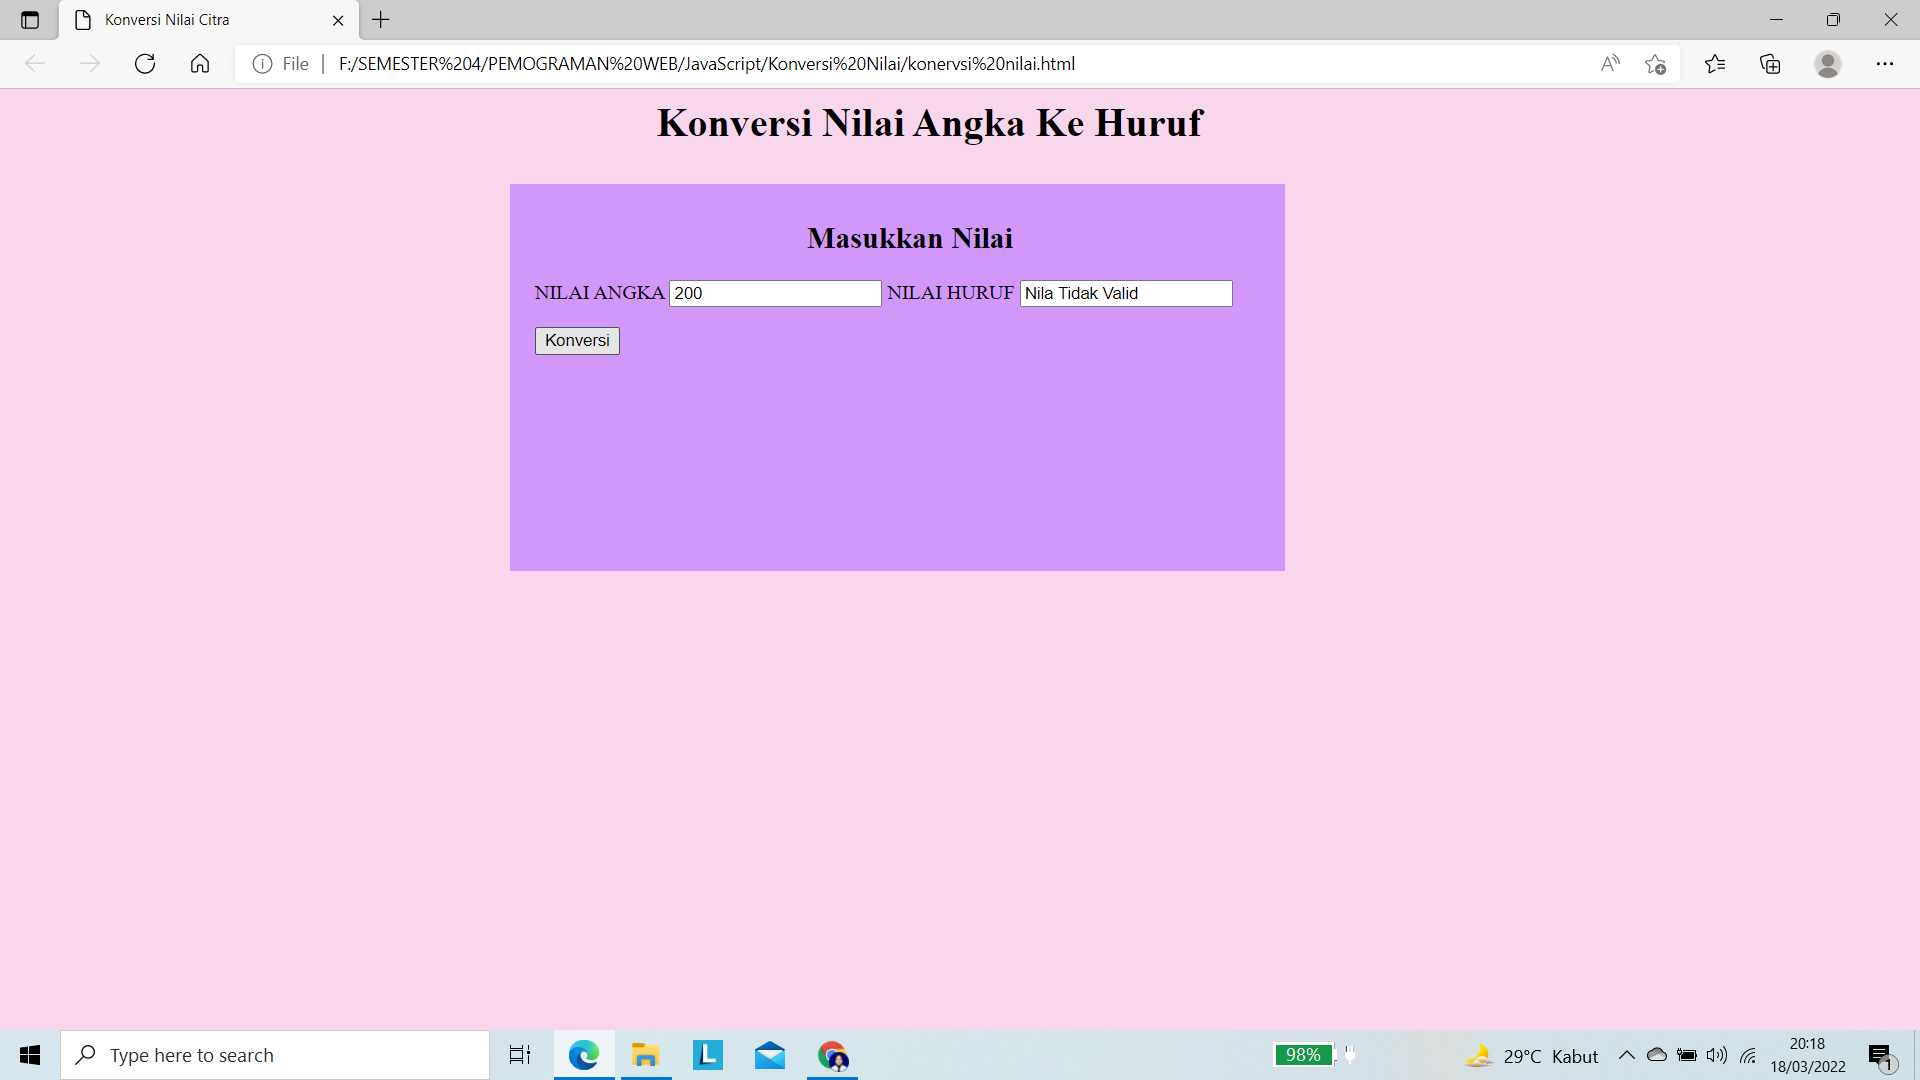 Konversi Nilai Citra
File
F:/SEMESTER%204/PEMOGRAMAN%20WEB/JavaScript/Konversi%20Nilai/konervsi%20nilai.html
Konversi Nilai Angka Ke Huruf
Masukkan Nilai
NILAI ANGKA 200 NILAI HURUF Nila Tidak Valid
Konversi
Type here to search
98%
29°C Kabut
20:18
18/03/2022
1